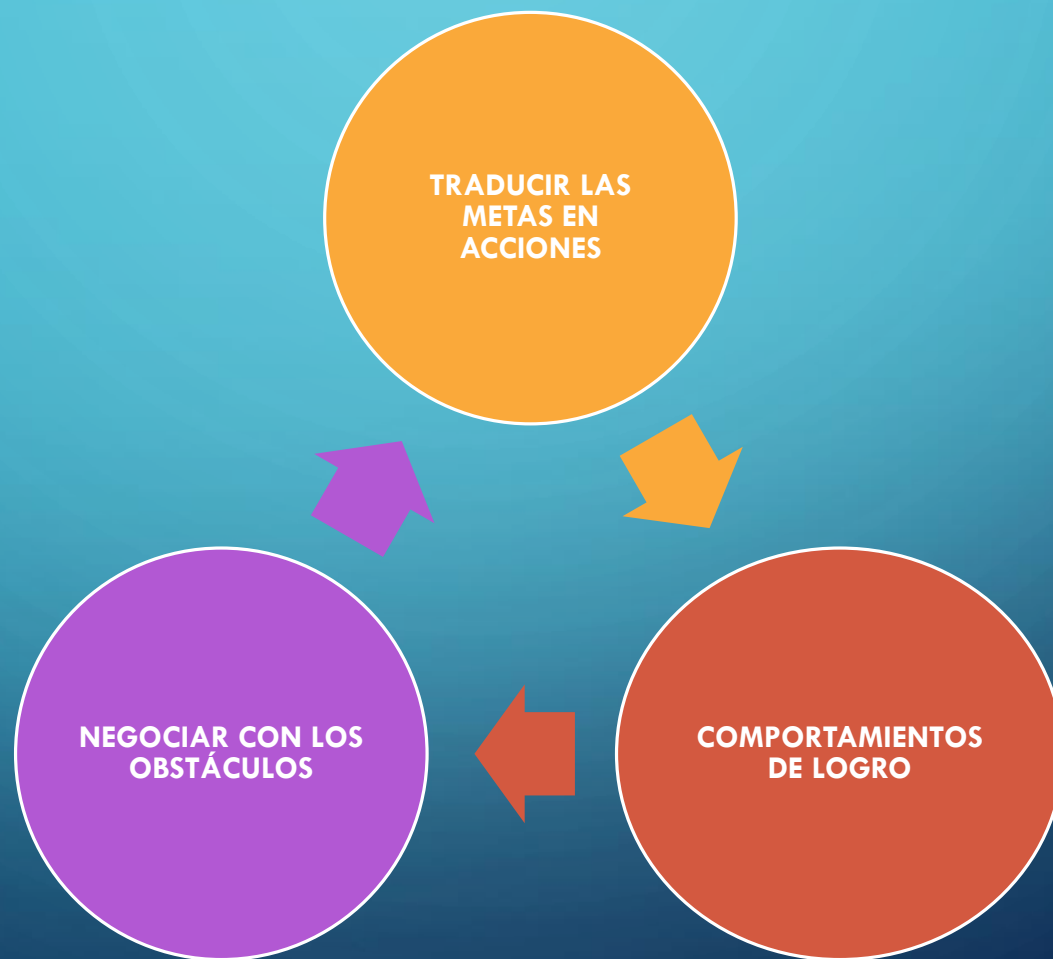 TRADUCIR LAS
METAS EN
ACCIONES
COMPORTAMIENTOS
DE LOGRO
NEGOCIAR CON LOS
OBSTÁCULOS